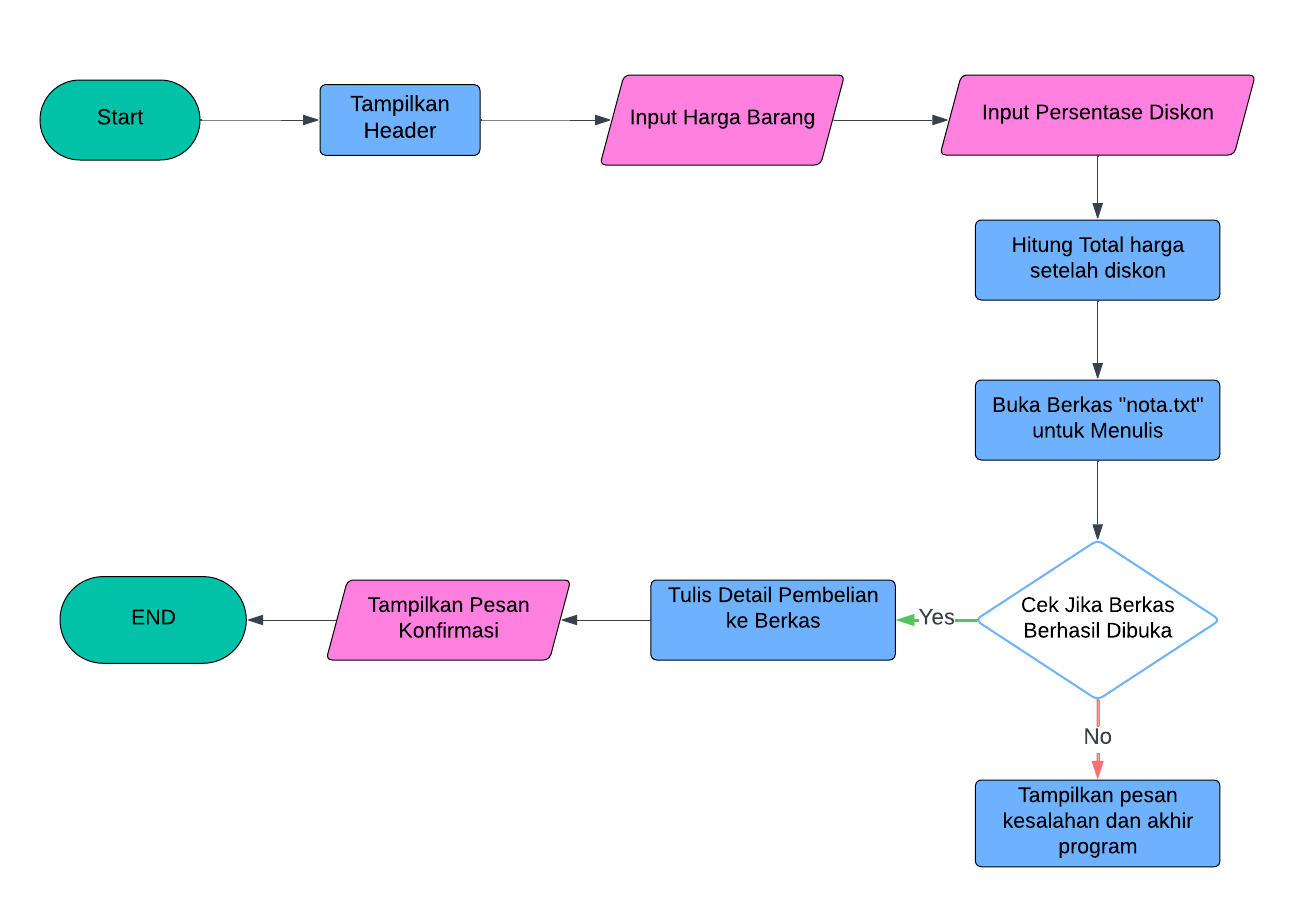 Start
Tampilkan
Header
Input Harga Barang
Input Persentase Diskon
Hitung Total harga
setelah diskon
Buka Berkas "nota.txt"
untuk Menulis
Cek Jika Berkas
Berhasil Dibuka
Yes
Tulis Detail Pembelian
ke Berkas
Tampilkan Pesan
Konfirmasi
END
No
Tampilkan pesan
kesalahan dan akhir
program